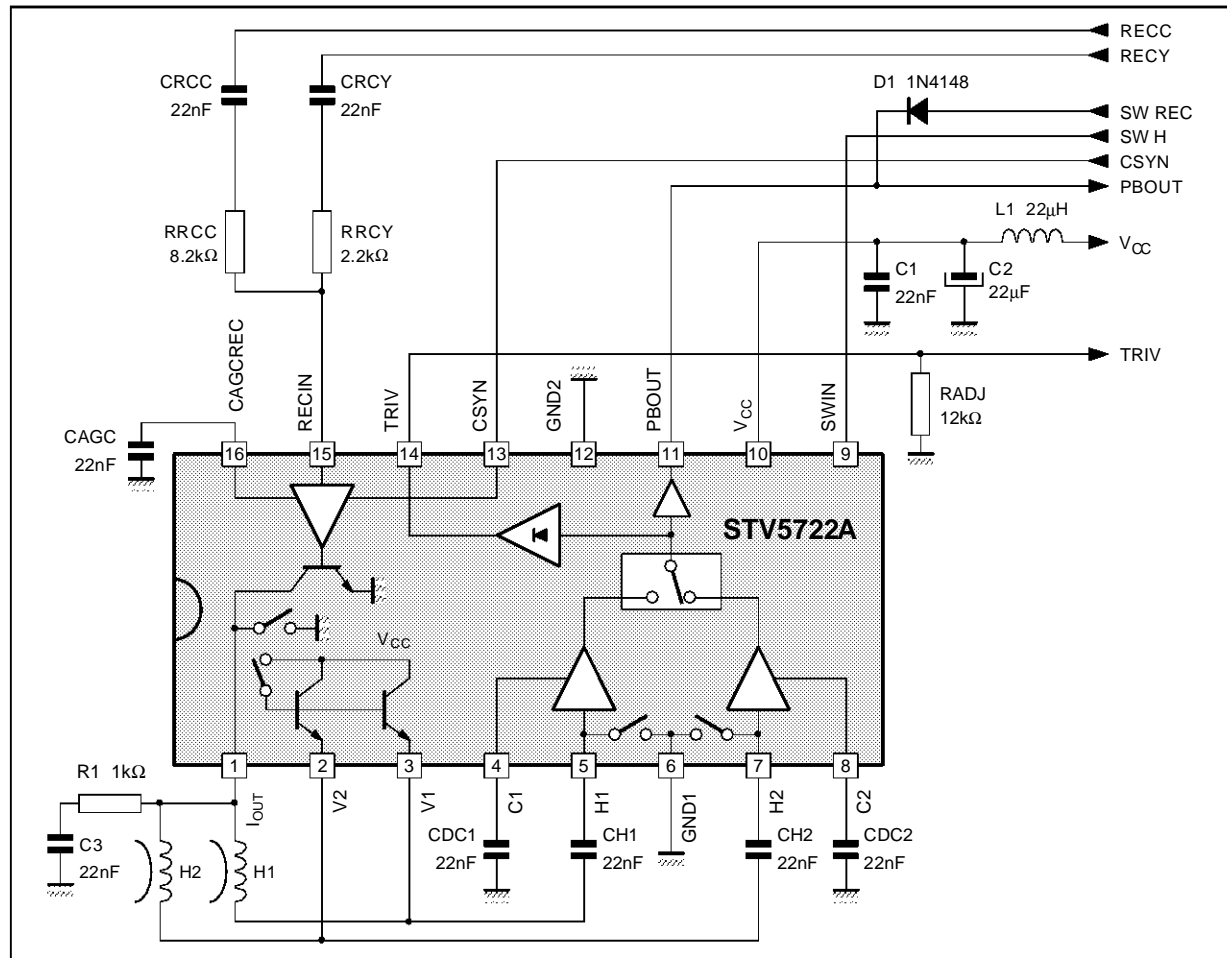 RECC
RECY
CRCC
22nF
CRCY
22nF
D1 1N4148
SW REC
SW H
CSYN
PBOUT
L1 22µH
RRCC
8.2kΩ
RRCY
2.2kΩ
VCC
C1
22nF
C2
22µF
TRIV
CAGCREC
RECIN
TRIV
CSYN
GND2
PBOUT
VCC
SWIN
RADJ
12kΩ
CAGC
22nF
16
15
14
13
12
11
10
9
STV5722A
VCC
1
2
3
4
5
6
7
8
R1 1kΩ
IOUT
V2
V1
C1
H1
GND1
H2
C2
C3
22nF
H2
H1
CDC1
22nF
CH1
22nF
CH2
22nF
CDC2
22nF